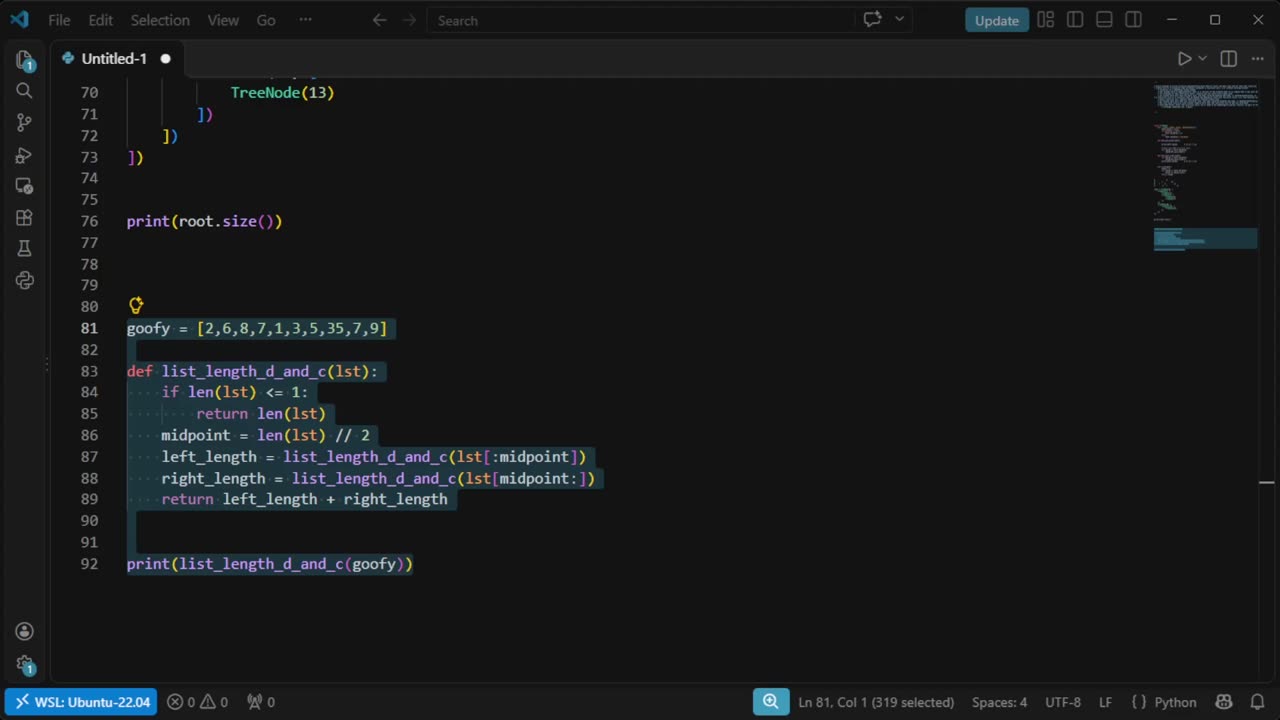 File Edit Selection View Go ··· Search Update
Untitled-1
70 TreeNode(13)
71 ])
72 ])
73 ])
74
75
76 print(root.size())
77
78
79
80
81 goofy = [2,6,8,7,1,3,5,35,7,9]
82
83 def list_length_d_and_c(lst):
84 if len(lst) <= 1:
85 return len(lst)
86 midpoint = len(lst) // 2
87 left_length = list_length_d_and_c(lst[:midpoint])
88 right_length = list_length_d_and_c(lst[midpoint:])
89 return left_length + right_length
90
91
92 print(list_length_d_and_c(goofy))
1
1
WSL: Ubuntu-22.04 0 0 0 Ln 81, Col 1 (319 selected) Spaces: 4 UTF-8 LF { } Python